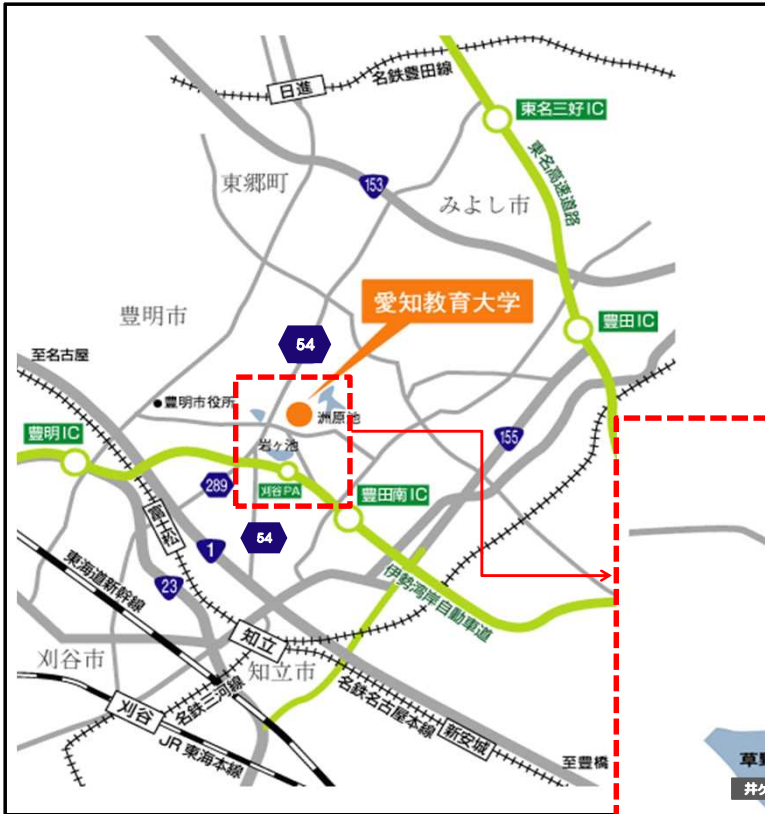 名鉄豊田線
日進
東名三好IC
東名高速道路
東郷町
153
みよし市
愛知教育大学
豊明市
54
豊田IC
至名古屋
豊明市役所
洲原池
豊明IC
岩ヶ池
155
289
刈谷PA
豊田南IC
富士松
54
1
東海道新幹線
23
伊勢湾岸自動車道
知立
刈谷市
知立市
名鉄三河線
刈谷
名鉄名古屋本線
新安城
JR東海本線
至豊橋
草野
井ケ